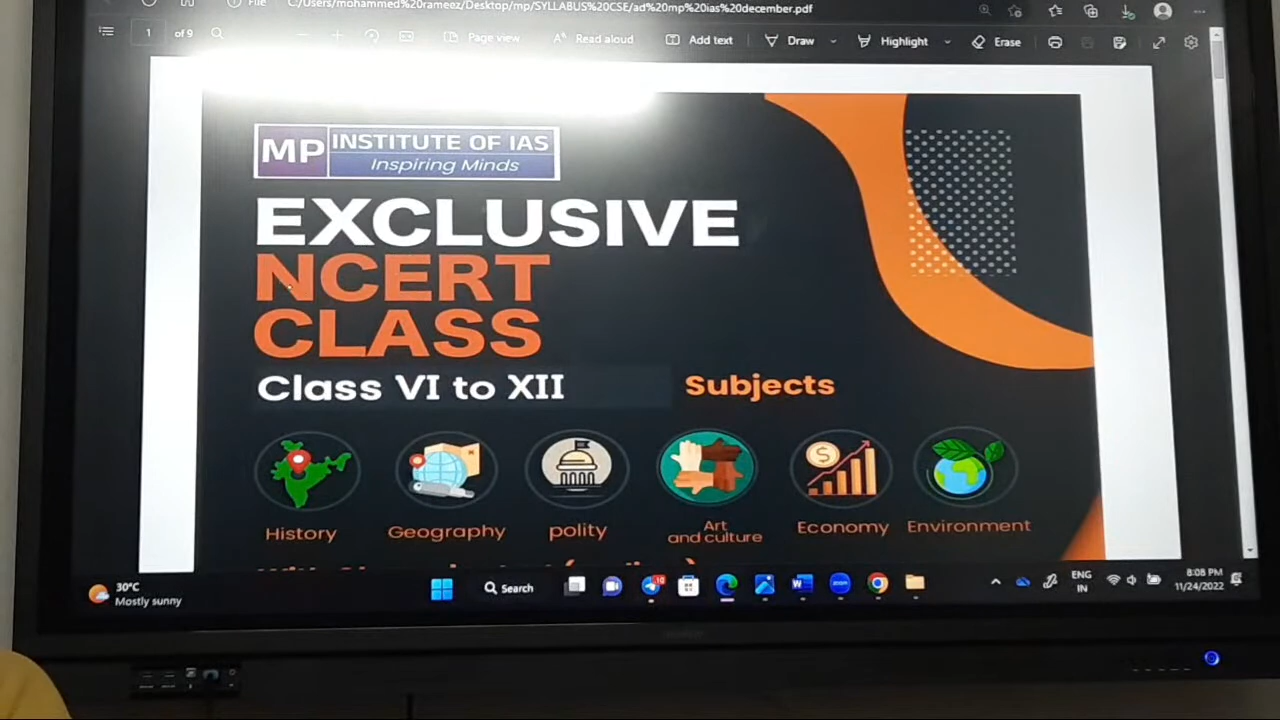 File C:/Users/mohammed%20rameez/Desktop/mp/SYLLABUS%20CSE/ad%20mp%20ias%20december.pdf
1 of 9 Page view Read aloud Add text Draw Highlight Erase
MP INSTITUTE OF IAS
Inspiring Minds
EXCLUSIVE
NCERT
CLASS
Class VI to XII Subjects
History Geography polity Art and culture Economy Environment
30°C
Mostly sunny
Search
10
zoom
ENG
IN
8:08 PM
11/24/2022